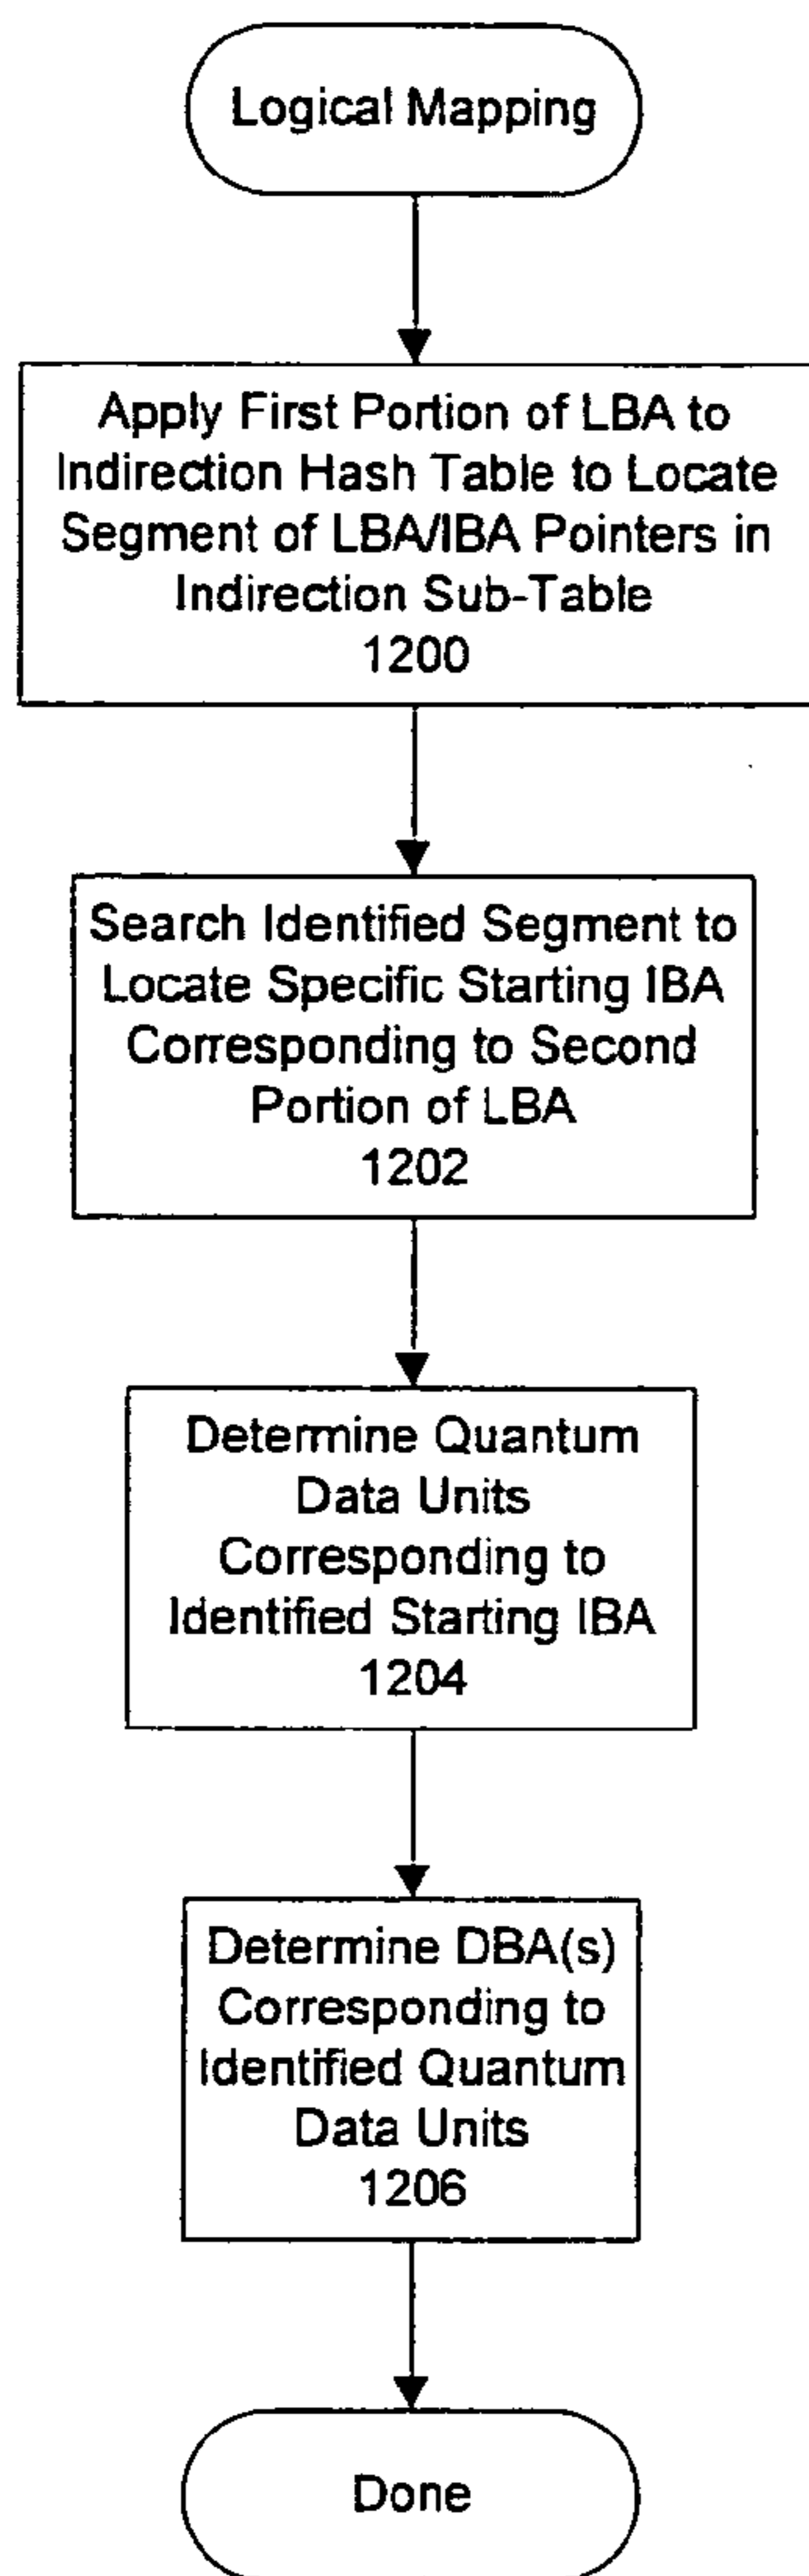 Logical Mapping
Apply First Portion of LBA to
Indirection Hash Table to Locate
Segment of LBA/IBA Pointers in
Indirection Sub-Table
1200
Search Identified Segment to
Locate Specific Starting IBA
Corresponding to Second
Portion of LBA
1202
Determine Quantum
Data Units
Corresponding to
Identified Starting IBA
1204
Determine DBA(s)
Corresponding to
Identified Quantum
Data Units
1206
Done